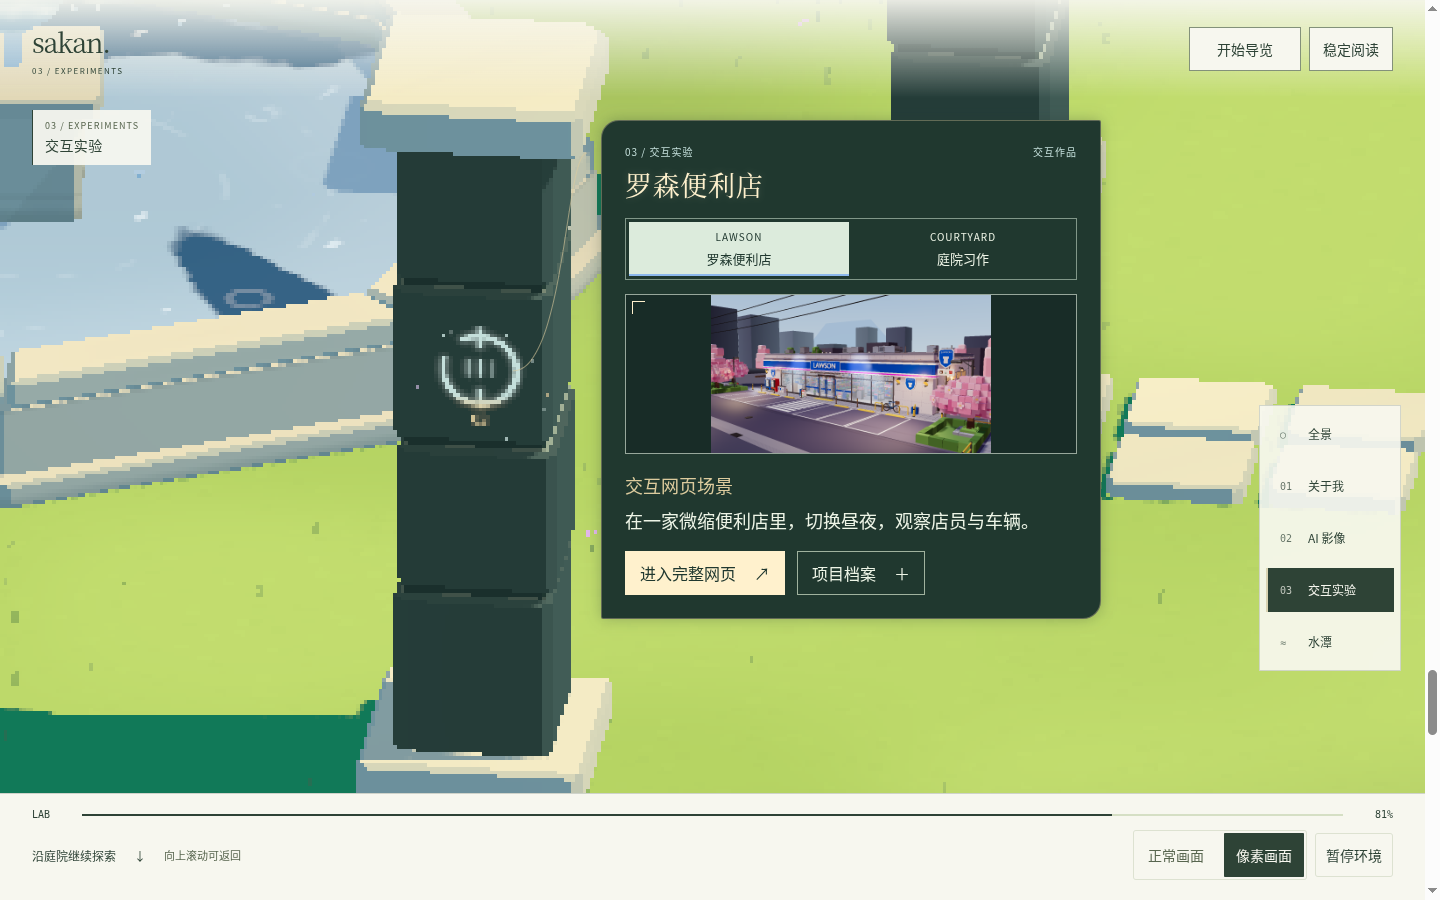 sakan.
03 / EXPERIMENTS
开始导览
稳定阅读
03 / EXPERIMENTS
交互实验
03 / 交互实验
交互作品
罗森便利店
LAWSON
罗森便利店
COURTYARD
庭院习作
LAWSON
交互网页场景
在一家微缩便利店里，切换昼夜，观察店员与车辆。
进入完整网页 ↗
项目档案 +
○ 全景
01 关于我
02 AI 影像
03 交互实验
≈ 水潭
LAB
81%
沿庭院继续探索 ↓
向上滚动可返回
正常画面
像素画面
暂停环境